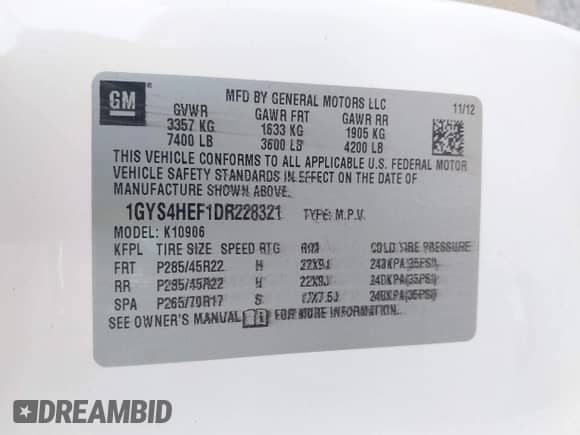 GM
MFD BY GENERAL MOTORS LLC 11/12
GVWR GAWR FRT GAWR RR
3357 KG 1633 KG 1905 KG
7400 LB 3600 LB 4200 LB
THIS VEHICLE CONFORMS TO ALL APPLICABLE U.S. FEDERAL MOTOR
VEHICLE SAFETY STANDARDS IN EFFECT ON THE DATE OF
MANUFACTURE SHOWN ABOVE.
1GYS4HEF1DR228321 TYPE: M.P.V.
MODEL: K10906
KFPL TIRE SIZE SPEED RTG RIM COLD TIRE PRESSURE
FRT P285/45R22 H 22X9J 240KPA(35PSI)
RR P285/45R22 H 22X9J 240KPA(35PSI)
SPA P265/70R17 S 17X7.5J 240KPA(35PSI)
SEE OWNER'S MANUAL FOR MORE INFORMATION.
DREAMBID